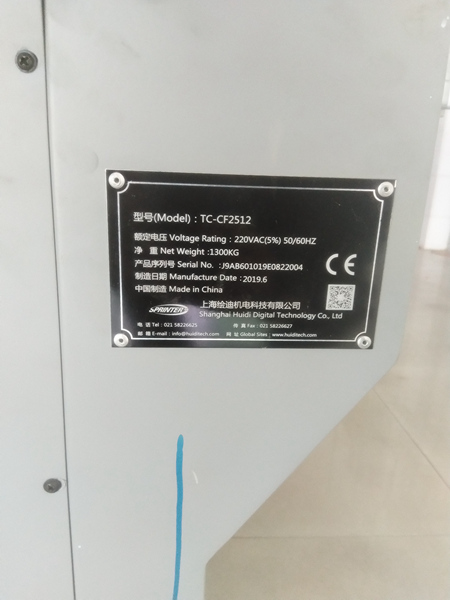 型号(Model) : TC-CF2512
额定电压 Voltage Rating : 220VAC(5%) 50/60HZ
净 重 Net Weight :1300KG
产品序列号 Serial No. :J9AB601019E0822004
制造日期 Manufacture Date :2019.6
中国制造 Made in China
CE
SPRINTER
上海绘迪机电科技有限公司
Shanghai Huidi Digital Technology Co., Ltd
电 话 Tel : 021 58226625 传 真 Fax : 021 58226627
邮 箱 E-mail : info@huiditech.com 网 址 Global Sites : www.huiditech.com